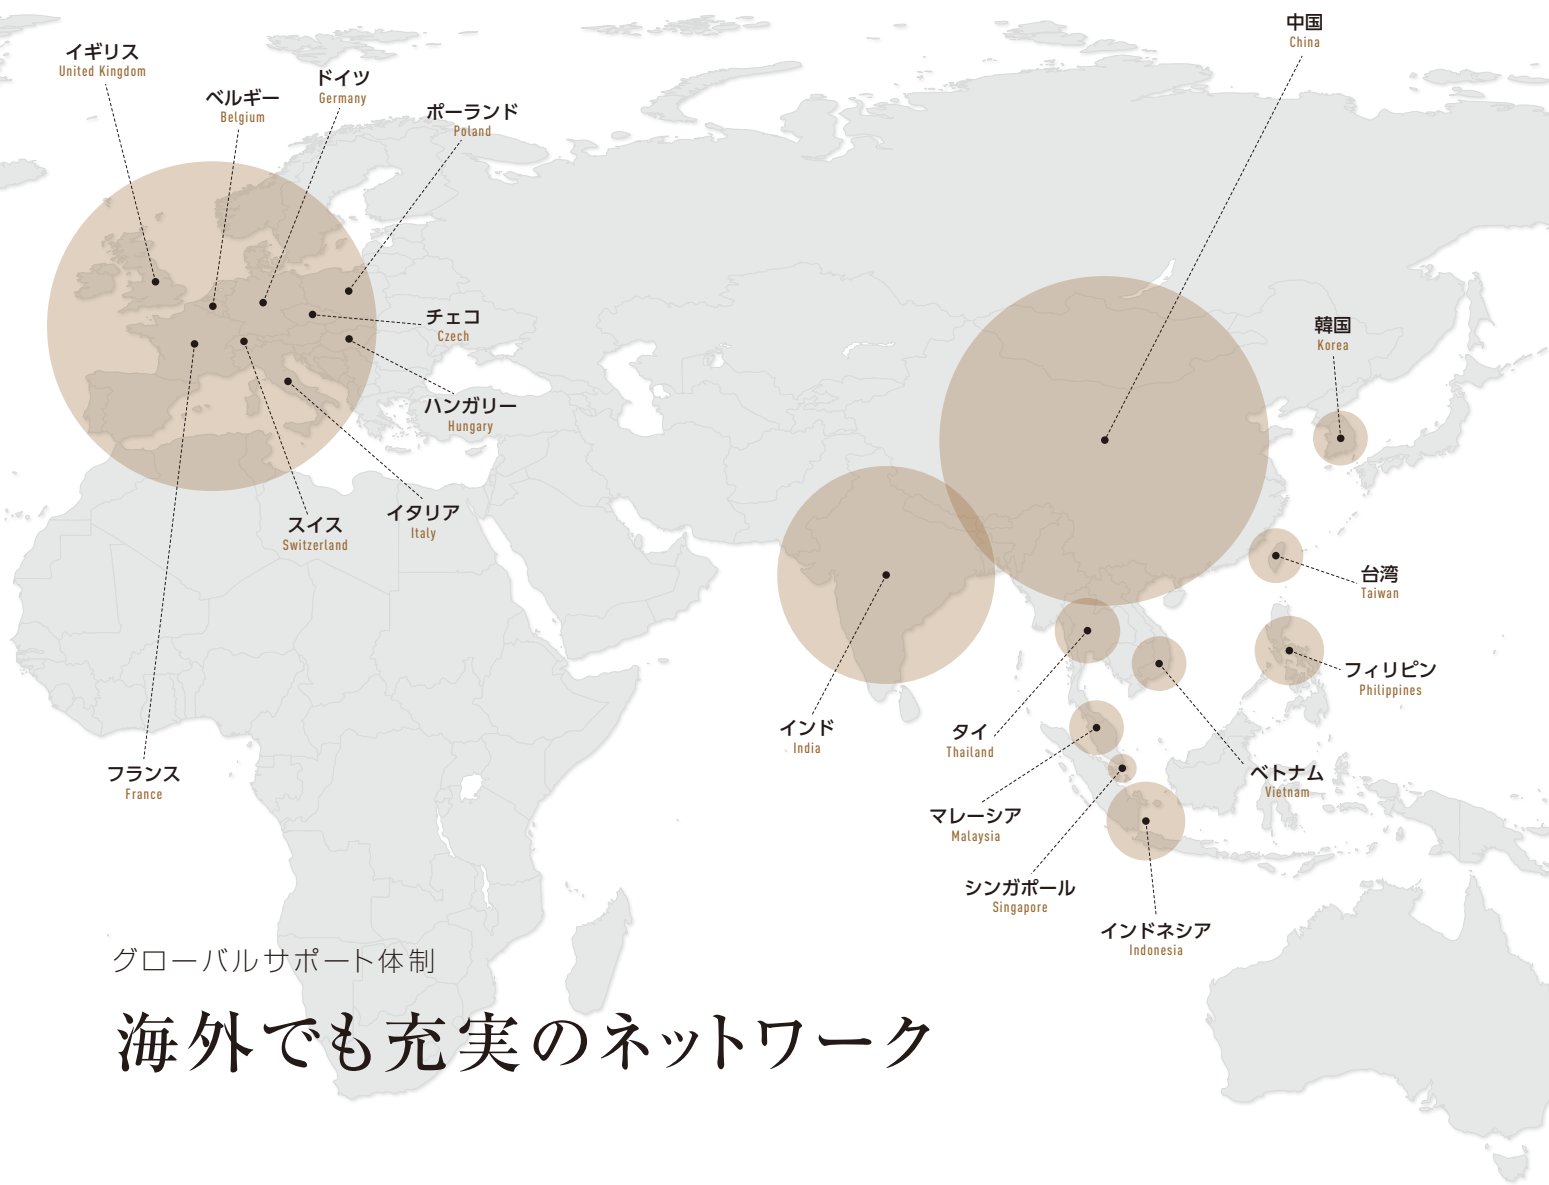 イギリス
United Kingdom
ベルギー
Belgium
ドイツ
Germany
ポーランド
Poland
チェコ
Czech
ハンガリー
Hungary
イタリア
Italy
スイス
Switzerland
フランス
France
中国
China
韓国
Korea
台湾
Taiwan
フィリピン
Philippines
インド
India
タイ
Thailand
ベトナム
Vietnam
マレーシア
Malaysia
シンガポール
Singapore
インドネシア
Indonesia
グローバルサポート体制
海外でも充実のネットワーク